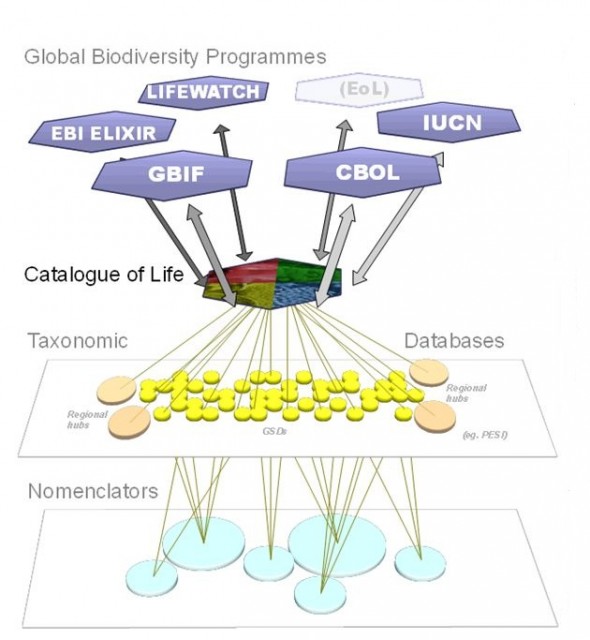 Global Biodiversity Programmes
LIFEWATCH
(EoL)
EBI ELIXIR
IUCN
GBIF
CBOL
Catalogue of Life
Taxonomic
Databases
Regional
hubs
Regional
hubs
GSDs
(eg. PESI)
Nomenclators